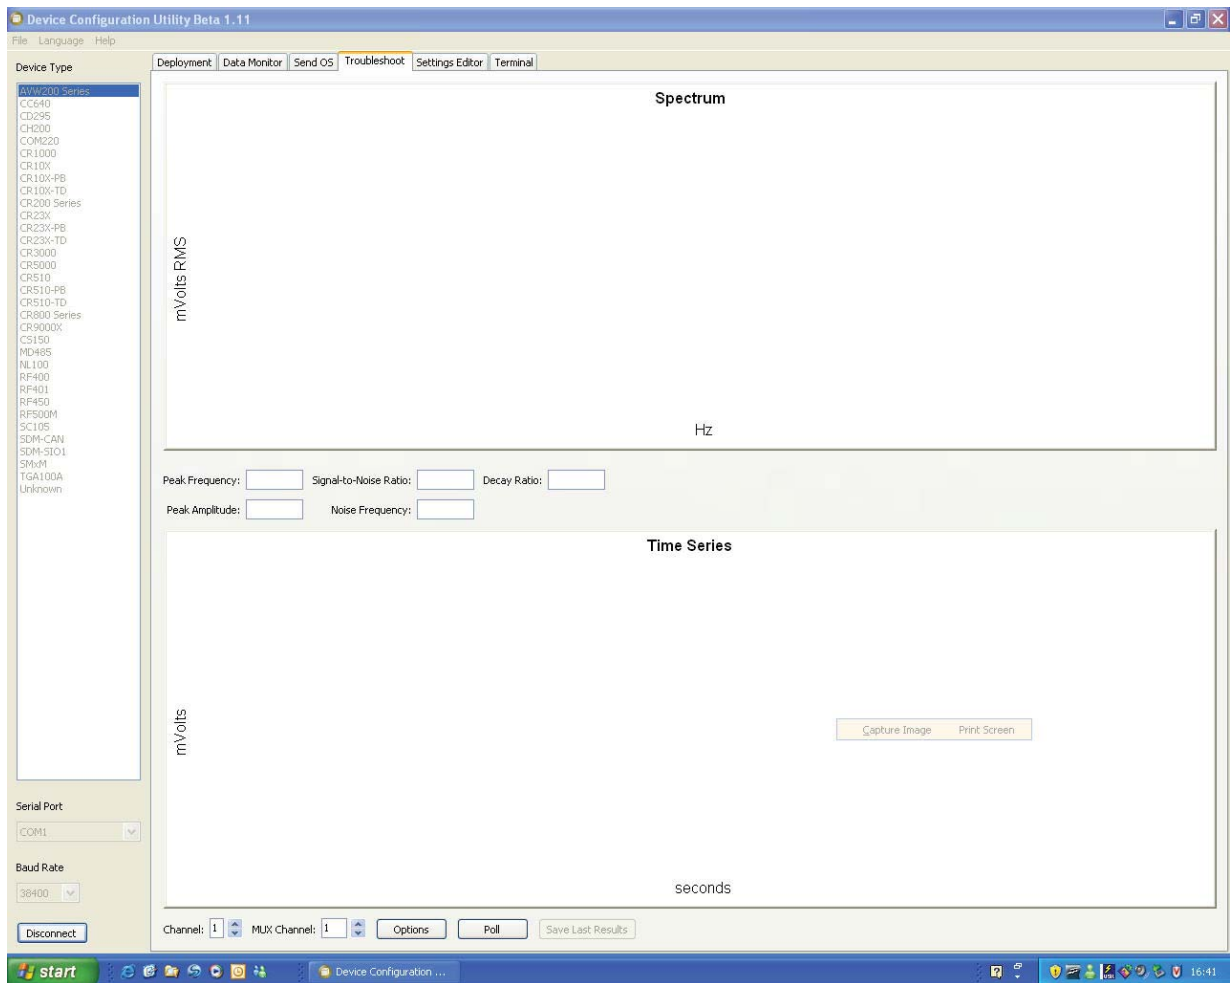 Device Configuration Utility Beta 1.11
File Language Help
Device Type
Deployment Data Monitor Send OS Troubleshoot Settings Editor Terminal
AVW200 Series
CC640
CD295
CH200
COM220
CR1000
CR10X
CR10X-PB
CR10X-TD
CR200 Series
CR23X
CR23X-PB
CR23X-TD
CR3000
CR5000
CR510
CR510-PB
CR510-TD
CR800 Series
CR9000X
CS150
MD485
NL100
RF400
RF401
RF450
RF500M
SC105
SDM-CAN
SDM-SIO1
SMxM
TGA100A
Unknown
Spectrum
mVolts RMS
Hz
Peak Frequency: Signal-to-Noise Ratio: Decay Ratio:
Peak Amplitude: Noise Frequency:
Time Series
mVolts
Capture Image Print Screen
seconds
Serial Port
COM1
Baud Rate
38400
Disconnect
Channel: 1 MUX Channel: 1 Options Poll Save Last Results
start Device Configuration ... 16:41